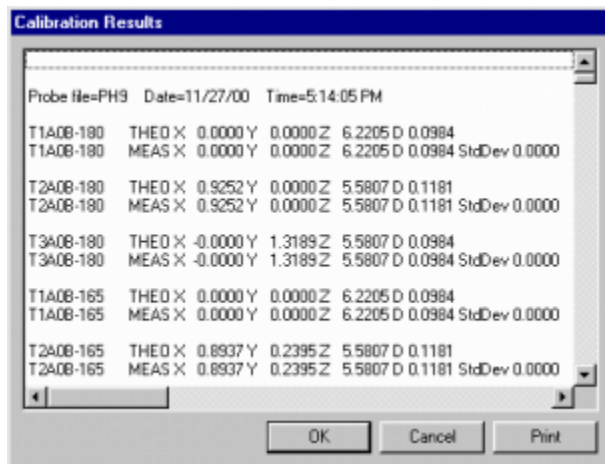 Calibration Results
Probe file=PH9 Date=11/27/00 Time=5:14:05 PM
T1A0B-180 THEO X 0.0000 Y 0.0000 Z 6.2205 D 0.0984
T1A0B-180 MEAS X 0.0000 Y 0.0000 Z 6.2205 D 0.0984 StdDev 0.0000
T2A0B-180 THEO X 0.9252 Y 0.0000 Z 5.5807 D 0.1181
T2A0B-180 MEAS X 0.9252 Y 0.0000 Z 5.5807 D 0.1181 StdDev 0.0000
T3A0B-180 THEO X -0.0000 Y 1.3189 Z 5.5807 D 0.0984
T3A0B-180 MEAS X -0.0000 Y 1.3189 Z 5.5807 D 0.0984 StdDev 0.0000
T1A0B-165 THEO X 0.0000 Y 0.0000 Z 6.2205 D 0.0984
T1A0B-165 MEAS X 0.0000 Y 0.0000 Z 6.2205 D 0.0984 StdDev 0.0000
T2A0B-165 THEO X 0.8937 Y 0.2395 Z 5.5807 D 0.1181
T2A0B-165 MEAS X 0.8937 Y 0.2395 Z 5.5807 D 0.1181 StdDev 0.0000
OK Cancel Print